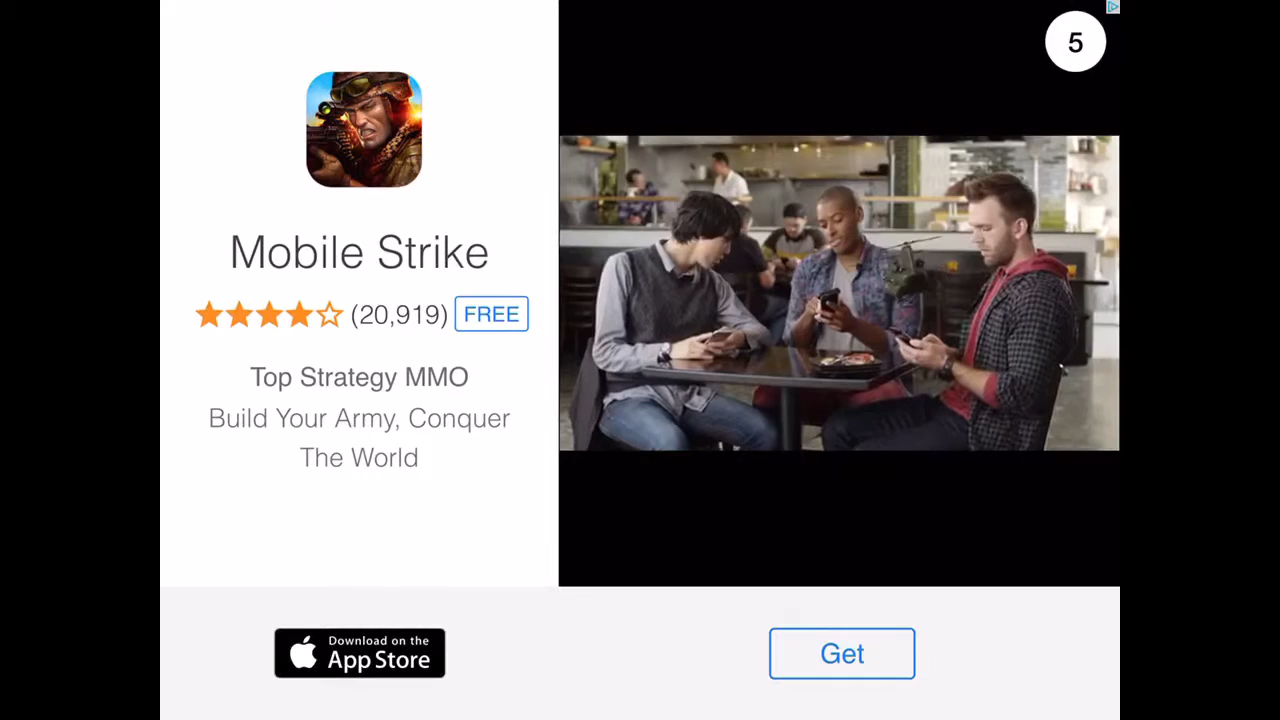 5
Mobile Strike
(20,919) FREE
Top Strategy MMO
Build Your Army, Conquer
The World
Download on the
App Store
Get